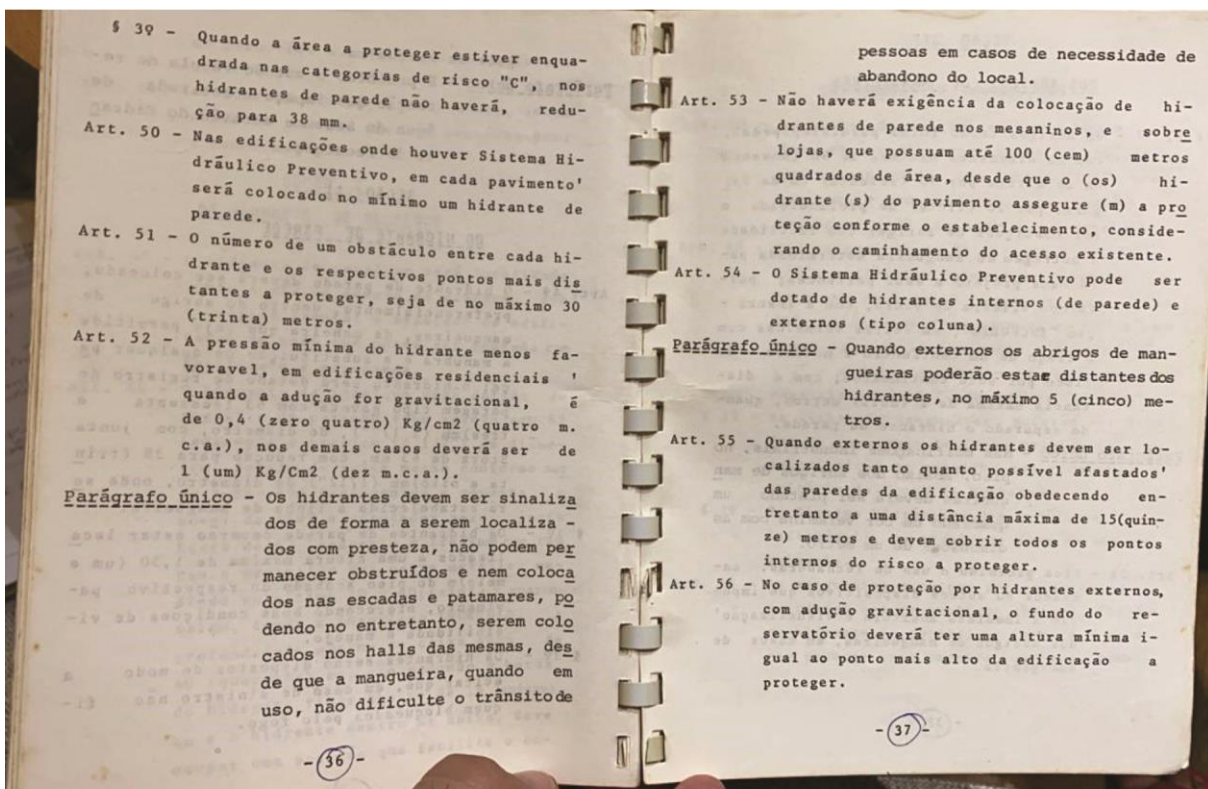 § 3º - Quando a área a proteger estiver enqua-
drada nas categorias de risco "C", nos
hidrantes de parede não haverá, redu-
ção para 38 mm.
Art. 50 - Nas edificações onde houver Sistema Hi-
dráulico Preventivo, em cada pavimento'
será colocado no mínimo um hidrante de
parede.
Art. 51 - O número de um obstáculo entre cada hi-
drante e os respectivos pontos mais dis
tantes a proteger, seja de no máximo 30
(trinta) metros.
Art. 52 - A pressão mínima do hidrante menos fa-
voravel, em edificações residenciais '
quando a adução for gravitacional, é
de 0,4 (zero quatro) Kg/cm2 (quatro m.
c.a.), nos demais casos deverá ser de
1 (um) Kg/Cm2 (dez m.c.a.).
Parágrafo único - Os hidrantes devem ser sinaliza
dos de forma a serem localiza -
dos com presteza, não podem per
manecer obstruídos e nem coloca
dos nas escadas e patamares, po
dendo no entretanto, serem colo
cados nos halls das mesmas, des
de que a mangueira, quando em
uso, não dificulte o trânsito de
-36-
pessoas em casos de necessidade de
abandono do local.
Art. 53 - Não haverá exigência da colocação de hi-
drantes de parede nos mesaninos, e sobre
lojas, que possuam até 100 (cem) metros
quadrados de área, desde que o (os) hi-
drante (s) do pavimento assegure (m) a pro
teção conforme o estabelecimento, conside-
rando o caminhamento do acesso existente.
Art. 54 - O Sistema Hidráulico Preventivo pode ser
dotado de hidrantes internos (de parede) e
externos (tipo coluna).
Parágrafo único - Quando externos os abrigos de man-
gueiras poderão estar distantes dos
hidrantes, no máximo 5 (cinco) me-
tros.
Art. 55 - Quando externos os hidrantes devem ser lo-
calizados tanto quanto possível afastados'
das paredes da edificação obedecendo en-
tretanto a uma distância máxima de 15(quin-
ze) metros e devem cobrir todos os pontos
internos do risco a proteger.
Art. 56 - No caso de proteção por hidrantes externos,
com adução gravitacional, o fundo do re-
servatório deverá ter uma altura mínima i-
gual ao ponto mais alto da edificação a
proteger.
-37-